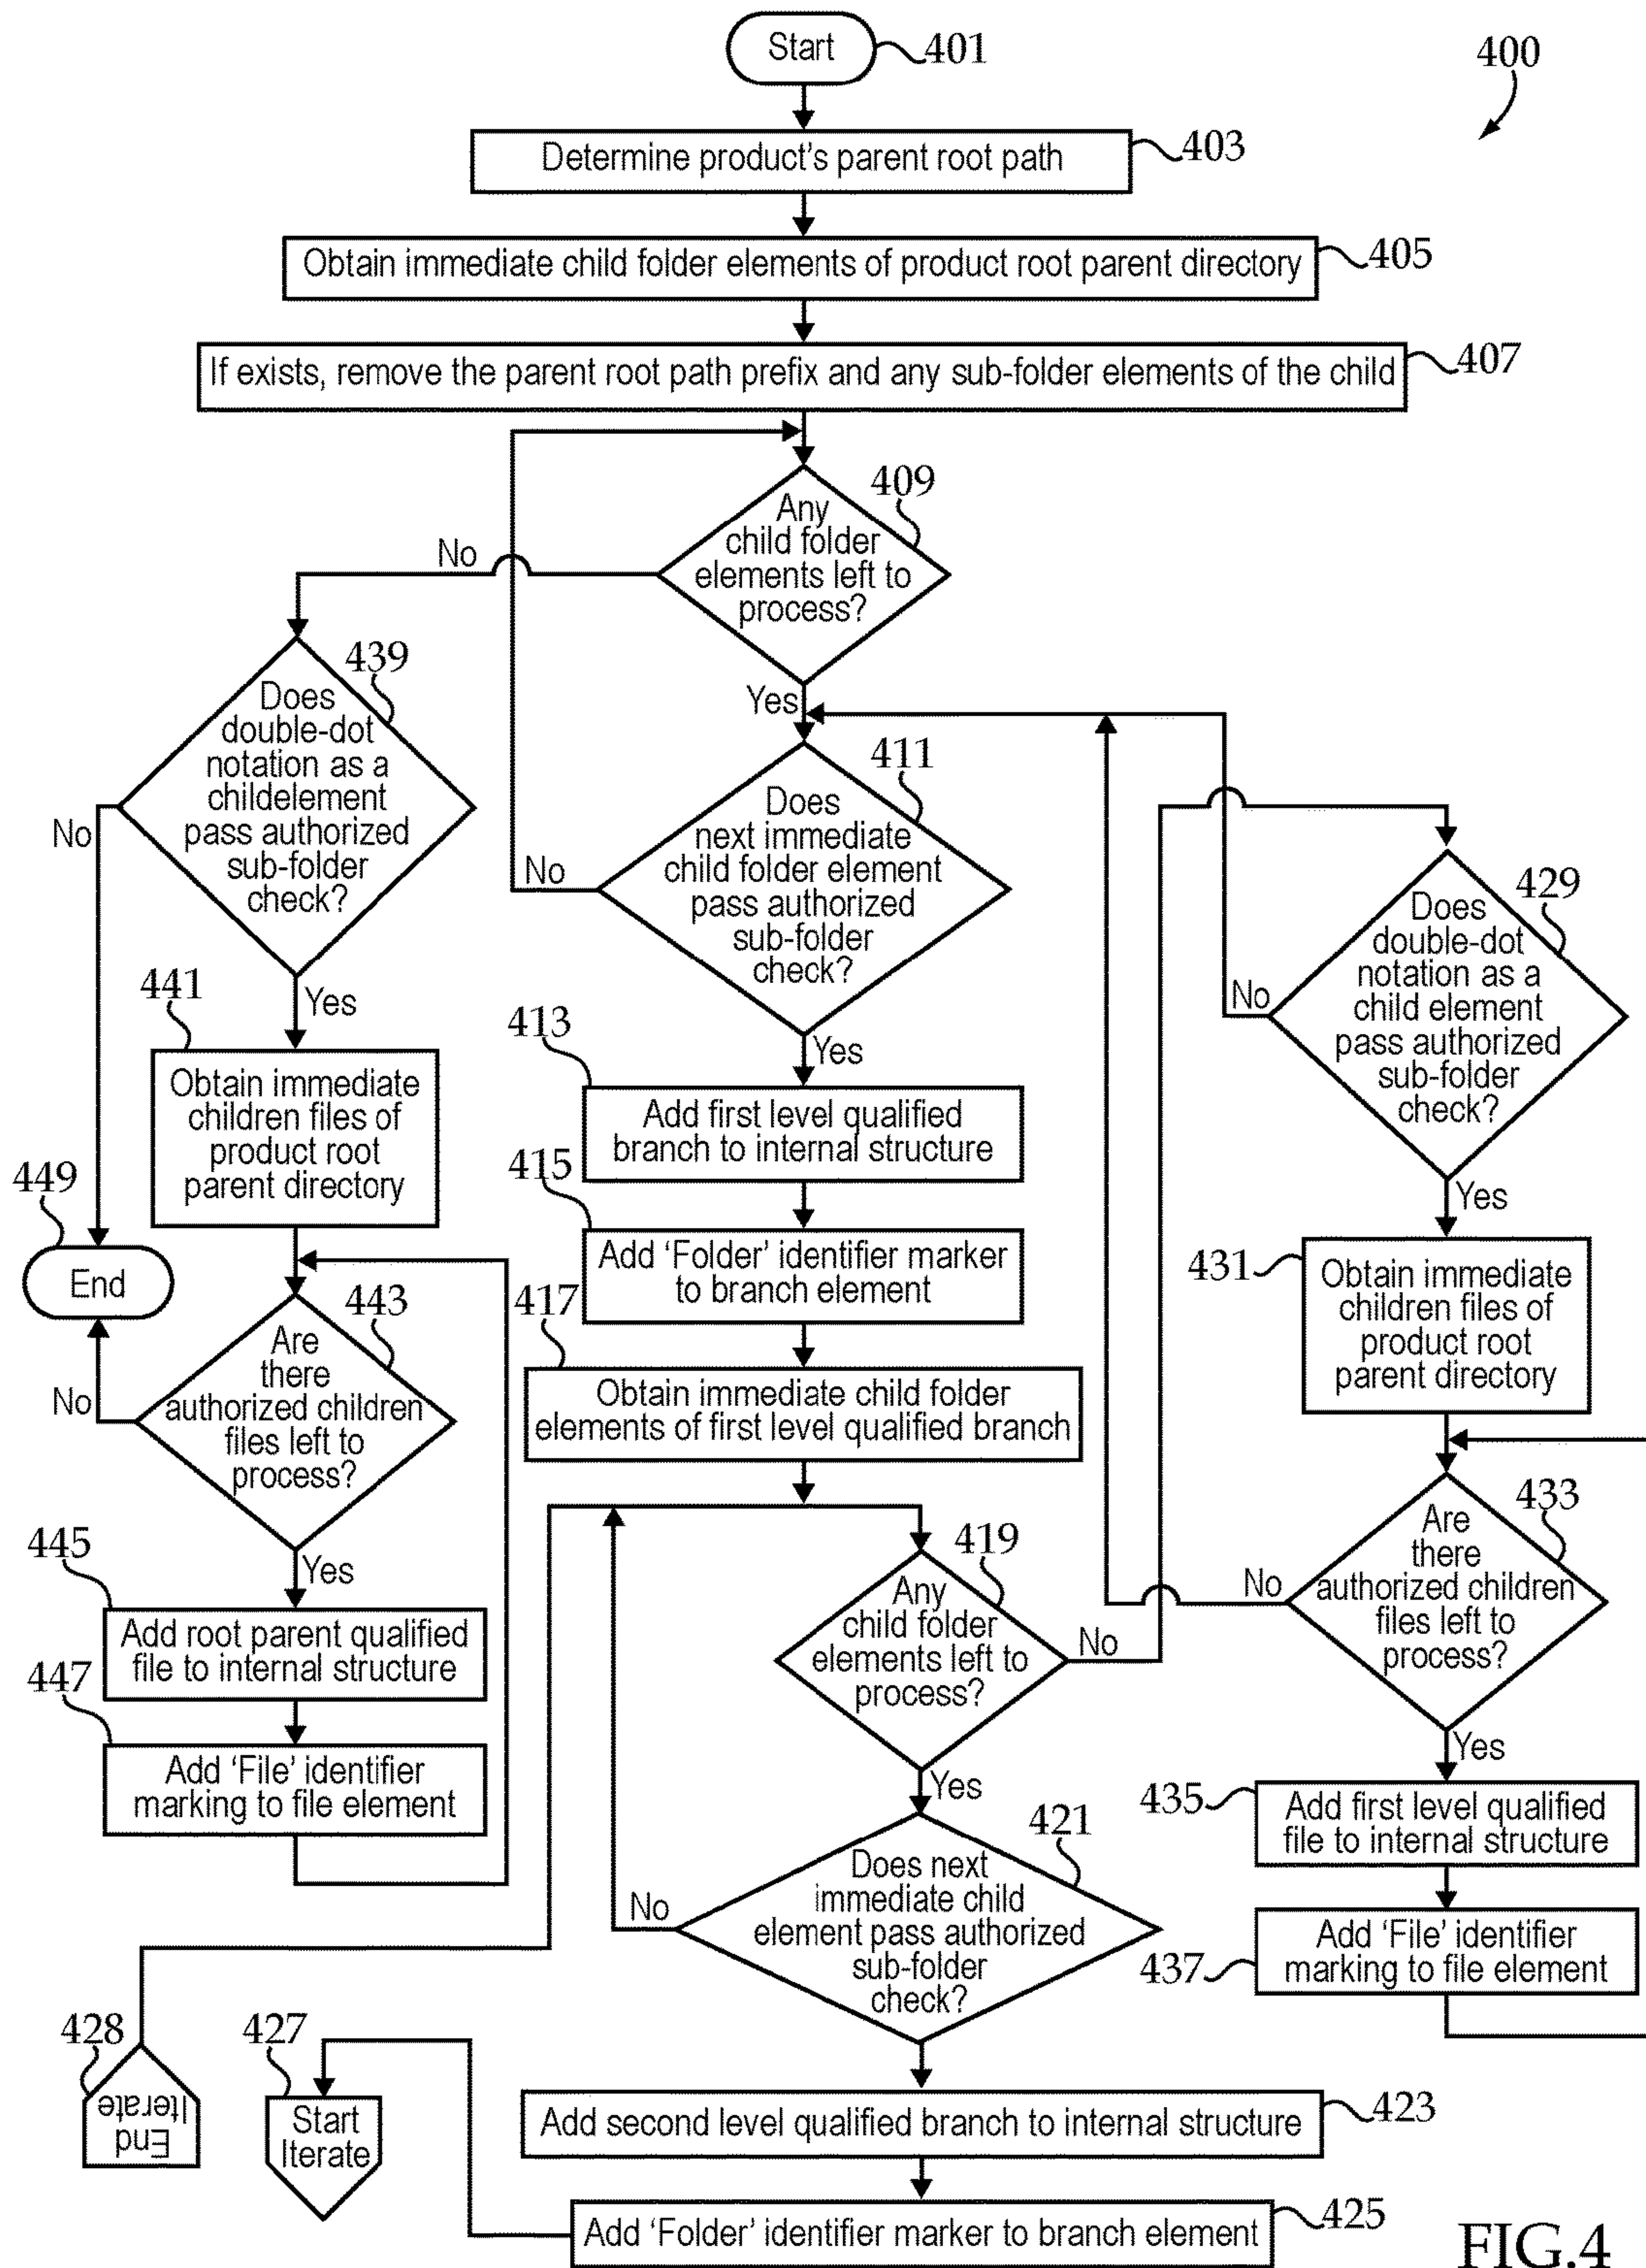 Start
401
400
Determine product's parent root path
403
Obtain immediate child folder elements of product root parent directory
405
If exists, remove the parent root path prefix and any sub-folder elements of the child
407
409
Any
child folder
elements left to
process?
No
Yes
439
Does
double-dot
notation as a
childelement
pass authorized
sub-folder
check?
No
Yes
411
Does
next immediate
child folder element
pass authorized
sub-folder
check?
No
Yes
429
Does
double-dot
notation as a
child element
pass authorized
sub-folder
check?
No
Yes
441
Obtain immediate
children files of
product root
parent directory
413
Add first level qualified
branch to internal structure
415
Add 'Folder' identifier marker
to branch element
449
End
431
Obtain immediate
children files of
product root
parent directory
443
Are
there
authorized children
files left to
process?
No
Yes
417
Obtain immediate child folder
elements of first level qualified branch
433
Are
there
authorized children
files left to
process?
No
Yes
419
Any
child folder
elements left to
process?
No
Yes
445
Add root parent qualified
file to internal structure
447
Add 'File' identifier
marking to file element
435
Add first level qualified
file to internal structure
421
Does next
immediate child
element pass authorized
sub-folder
check?
No
437
Add 'File' identifier
marking to file element
428
End
Iterate
427
Start
Iterate
Add second level qualified branch to internal structure
423
Add 'Folder' identifier marker to branch element
425
FIG.4